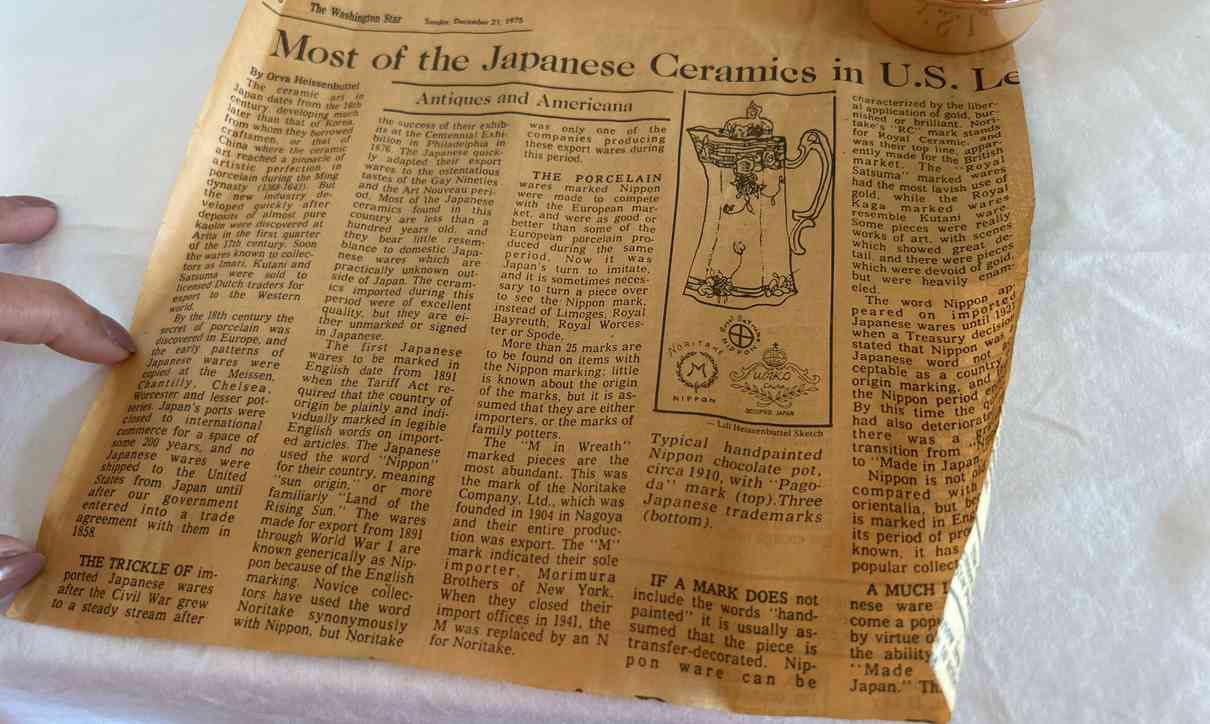 The Washington Star
Sunday, December 21, 1975
Most of the Japanese Ceramics in U.S. Le
Antiques and Americana
By Orva Heissenbuttel
The ceramic art in
Japan dates from the 16th
century, developing much
later than that of Korea,
from whom they borrowed
craftsmen, or that of
China where the ceramic
art reached a pinacle of
artistic perfection in
porcelain during the Ming
dynasty (1368-1643). But
the new industry de-
veloped quickly after
deposits of almost pure
kaolin were discovered at
Arita in the first quarter
of the 17th century. Soon
the wares known to collec-
tors as Imari, Kutani and
Satsuma were sold to
licensed Dutch traders for
export to the Western
world.
By the 18th century the
secret of porcelain was
discovered in Europe, and
the early patterns of
Japanese wares were
copied at the Meissen,
Chantilly, Chelsea,
Worcester and lesser pot-
teries. Japan's ports were
closed to international
commerce for a space of
some 200 years, and no
Japanese wares were
shipped to the United
States from Japan until
after our government
entered into a trade
agreement with them in
1858.
THE TRICKLE OF im-
ported Japanese wares
after the Civil War grew
to a steady stream after
the success of their exhib-
its at the Centennial Exhi-
bition in Philadelphia in
1876. The Japanese quick-
ly adapted their export
wares to the ostentatious
tastes of the Gay Nineties
and the Art Nouveau peri-
od. Most of the Japanese
ceramics found in this
country are less than a
hundred years old, and
they bear little resem-
blance to domestic Japa-
nese wares which are
practically unknown out-
side of Japan. The ceram-
ics imported during this
period were of excellent
quality, but they are ei-
ther unmarked or signed
in Japanese.
The first Japanese
wares to be marked in
English date from 1891
when the Tariff Act re-
quired that the country of
origin be plainly and indi-
vidually marked in legible
English words on import-
ed articles. The Japanese
used the word "Nippon"
for their country, meaning
"sun origin," or more
familiarly "Land of the
Rising Sun." The wares
made for export from 1891
through World War I are
known generically as Nip-
pon because of the English
marking. Novice collec-
tors have used the word
Noritake synonymously
with Nippon, but Noritake
was only one of the
companies producing
these export wares during
this period.
THE PORCELAIN
wares marked Nippon
were made to compete
with the European mar-
ket, and were as good or
better than some of the
European porcelain pro-
duced during the same
period. Now it was
Japan's turn to imitate,
and it is sometimes neces-
sary to turn a piece over
to see the Nippon mark,
instead of Limoges, Royal
Bayreuth, Royal Worces-
ter or Spode.
More than 25 marks are
to be found on items with
the Nippon marking; little
is known about the origin
of the marks, but it is as-
sumed that they are either
importers, or the marks of
family potters.
The "M in Wreath"
marked pieces are the
most abundant. This was
the mark of the Noritake
Company, Ltd., which was
founded in 1904 in Nagoya
and their entire produc-
tion was export. The "M"
mark indicated their sole
importer, Morimura
Brothers of New York.
When they closed their
import offices in 1941, the
M was replaced by an N
for Noritake.
NIPPON
NORITAKE
M
NIPPON
OCCUPIED JAPAN
— Lili Heissenbuttel Sketch
Typical handpainted
Nippon chocolate pot,
circa 1910, with "Pago-
da" mark (top).Three
Japanese trademarks
(bottom).
IF A MARK DOES not
include the words "hand-
painted" it is usually as-
sumed that the piece is
transfer-decorated. Nip-
pon ware can be
characterized by the liber-
al application of gold, bur-
nished or brilliant. Nori-
take's "RC" mark stands
for Royal Ceramic, and
was their top line, appar-
ently made for the British
market. The "Royal
Satsuma" marked wares
had the most lavish use of
gold, while the Royal
Kaga marked wares
resemble Kutani ware.
Some pieces were really
works of art, with scenes
which showed great de-
tail, and there were pieces
which were devoid of gold,
but were heavily enam-
eled.
The word Nippon ap-
peared on imported
Japanese wares until 1921
when a Treasury decision
stated that Nippon was
Japanese word not
ceptable as a country
origin marking, and
the Nippon period
By this time the
had also deteriora
there was a
transition from
to "Made in Japan
Nippon is not
compared with
orientalia, but be
is marked in Eng
its period of pro
known, it has
popular collect
A MUCH
nese ware
come a pop
by virtue
the ability
"Made
Japan." Th